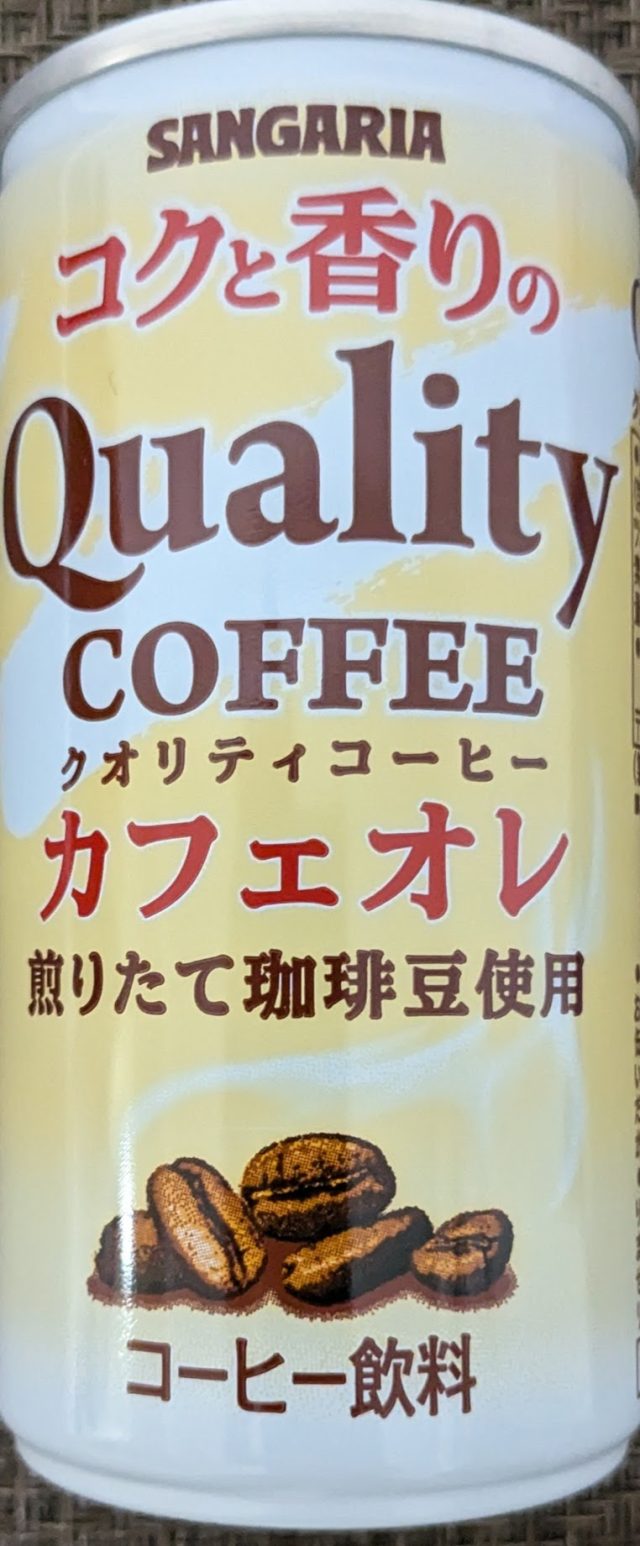 SANGARIA
コクと香りの
Quality
COFFEE
クオリティコーヒー
カフェオレ
煎りたて珈琲豆使用
コーヒー飲料